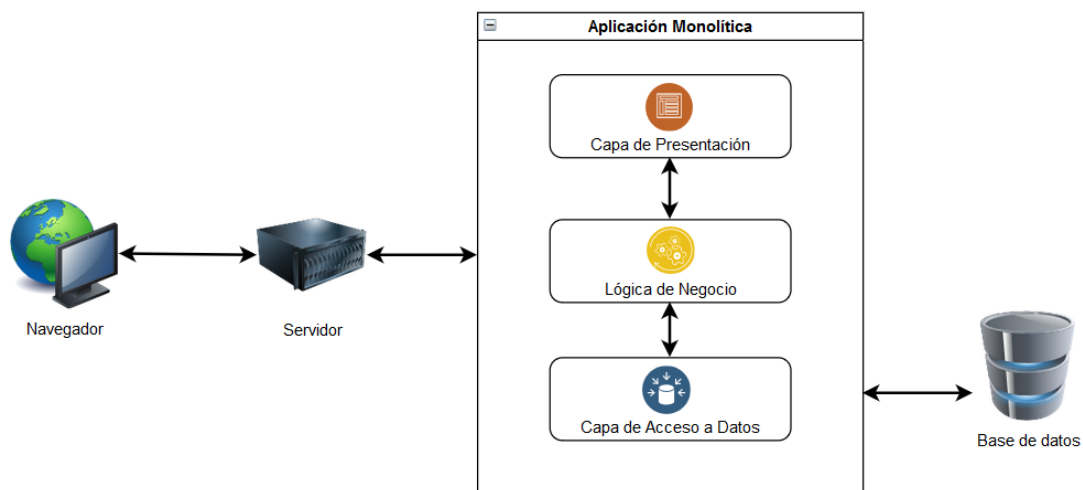 Aplicación Monolítica
Capa de Presentación
Lógica de Negocio
Capa de Acceso a Datos
Navegador
Servidor
Base de datos